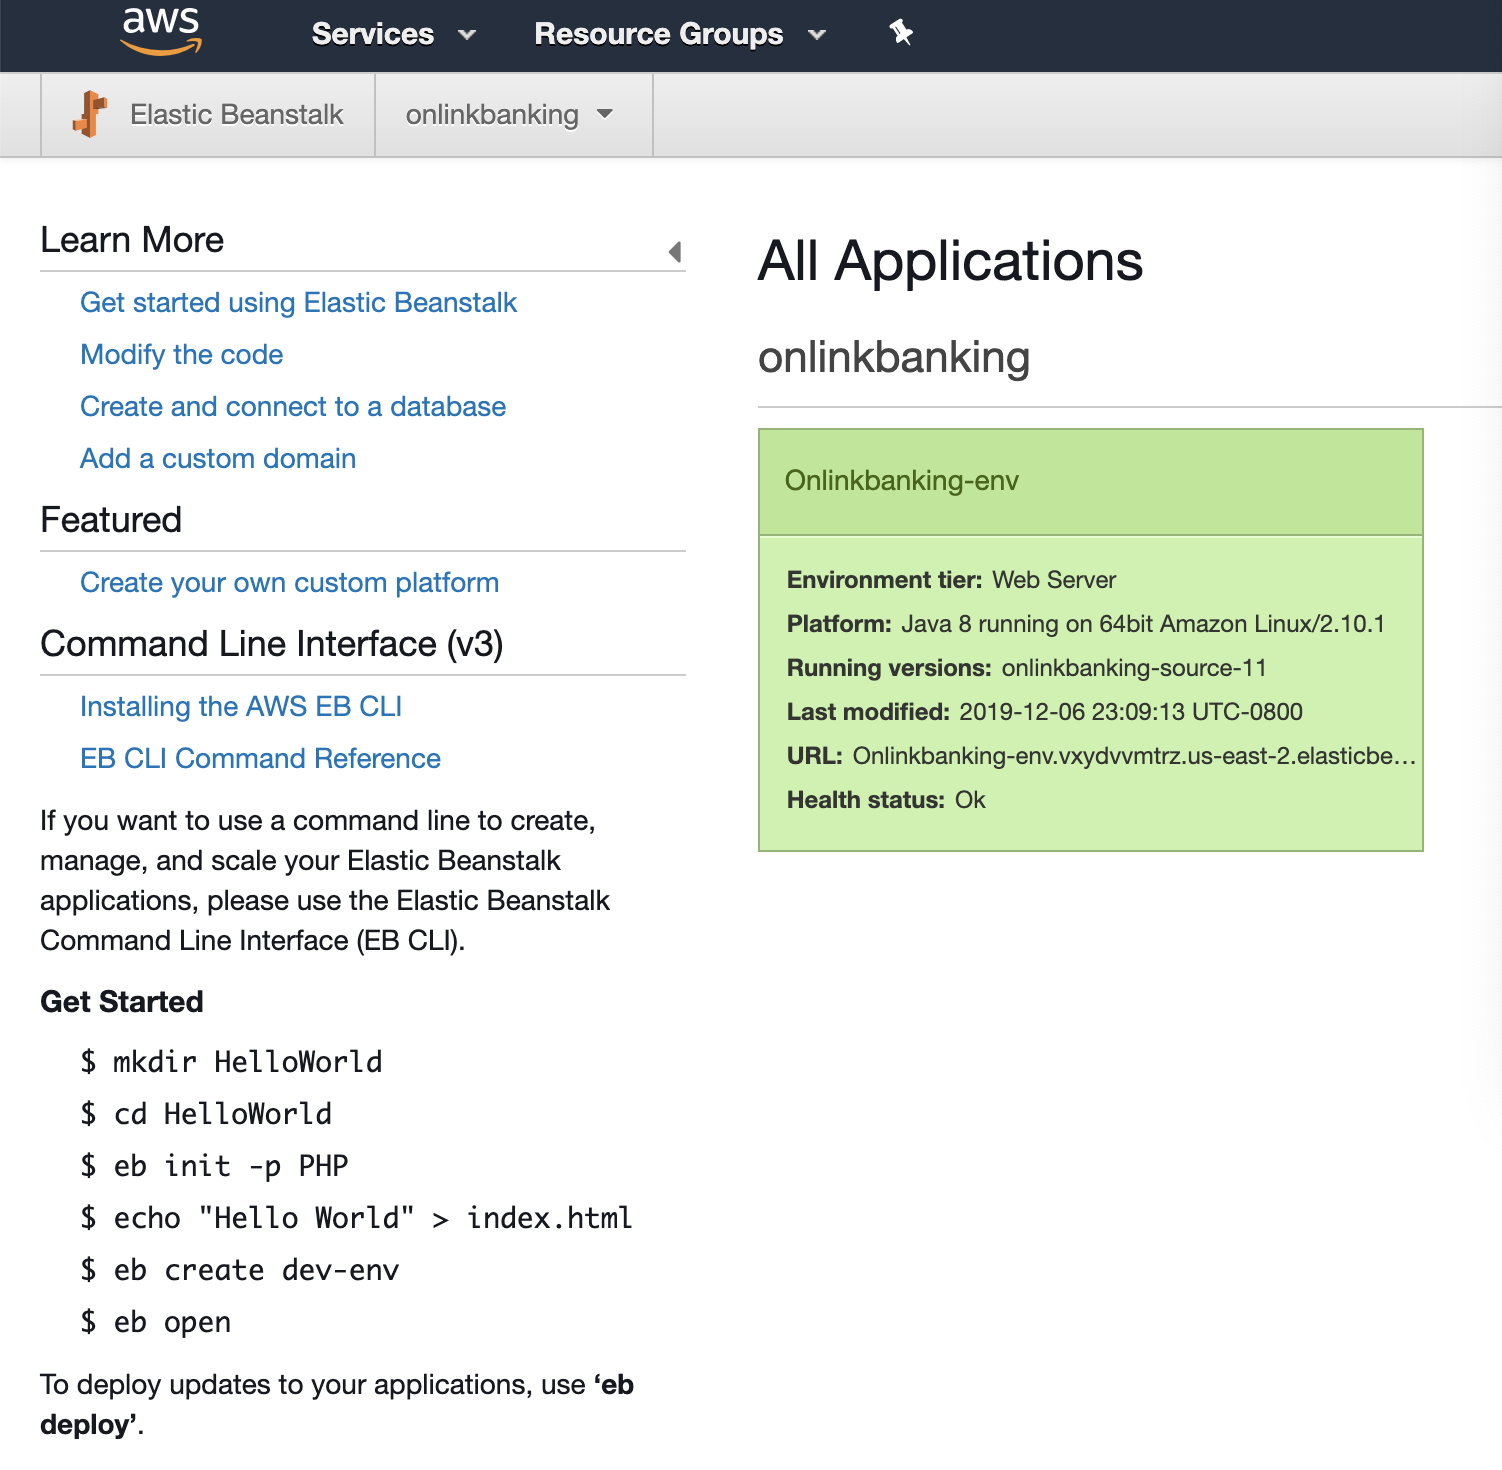 aws
Services
Resource Groups
Elastic Beanstalk
onlinkbanking
Learn More
Get started using Elastic Beanstalk
Modify the code
Create and connect to a database
Add a custom domain
Featured
Create your own custom platform
Command Line Interface (v3)
Installing the AWS EB CLI
EB CLI Command Reference
If you want to use a command line to create,
manage, and scale your Elastic Beanstalk
applications, please use the Elastic Beanstalk
Command Line Interface (EB CLI).
Get Started
$ mkdir HelloWorld
$ cd HelloWorld
$ eb init -p PHP
$ echo "Hello World" > index.html
$ eb create dev-env
$ eb open
To deploy updates to your applications, use ‘eb
deploy’.
All Applications
onlinkbanking
Onlinkbanking-env
Environment tier: Web Server
Platform: Java 8 running on 64bit Amazon Linux/2.10.1
Running versions: onlinkbanking-source-11
Last modified: 2019-12-06 23:09:13 UTC-0800
URL: Onlinkbanking-env.vxydvvmtrz.us-east-2.elasticbe...
Health status: Ok